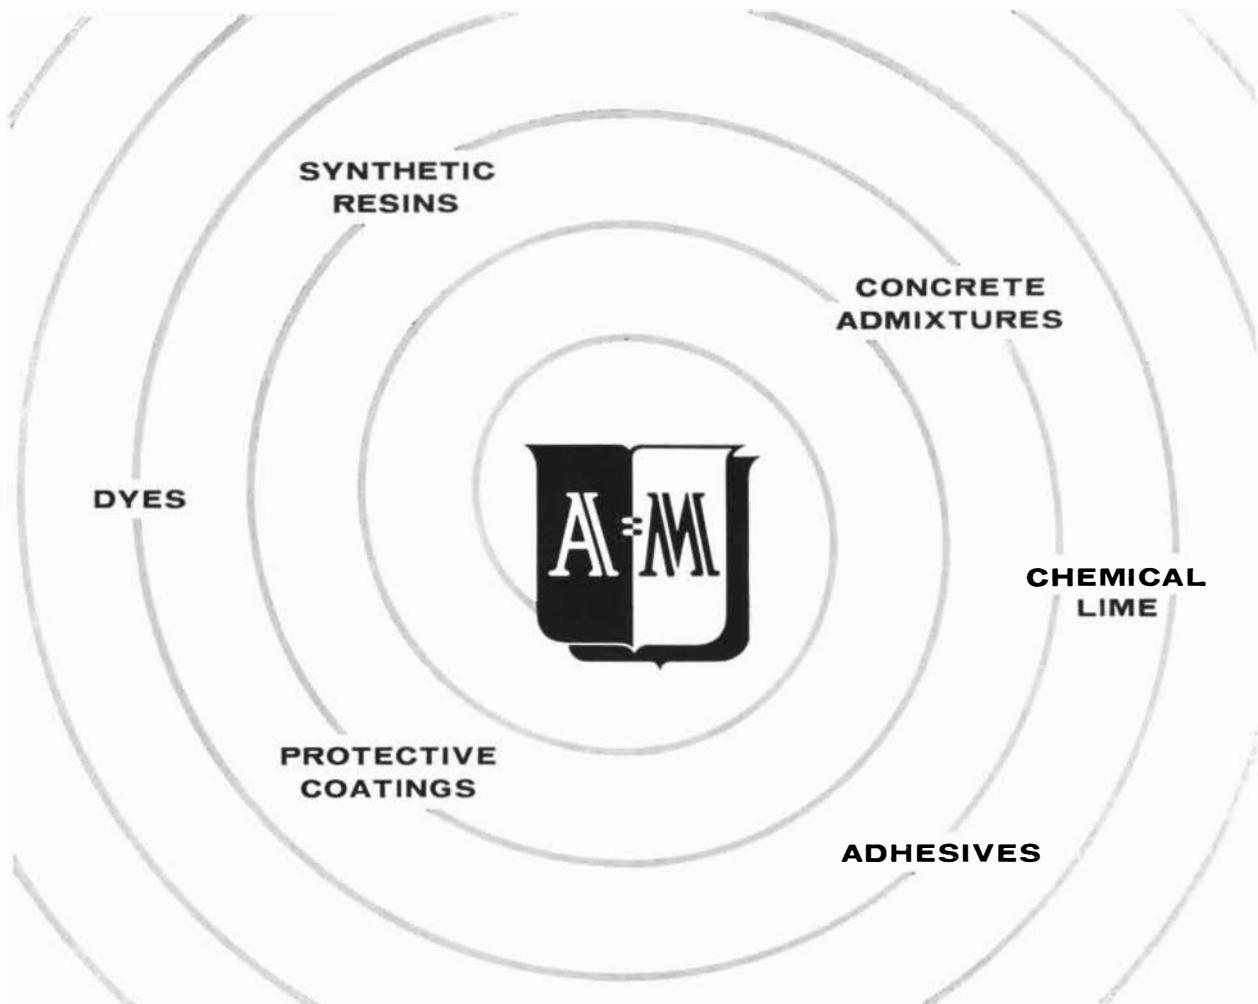 SYNTHETIC
RESINS
CONCRETE
ADMIXTURES
A=M
DYES
CHEMICAL
LIME
PROTECTIVE
COATINGS
ADHESIVES